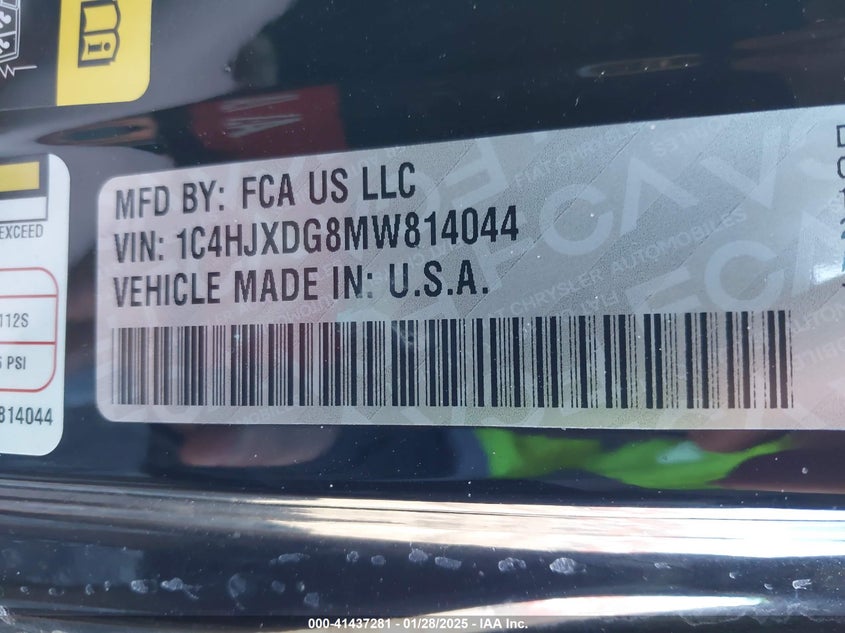 MFD BY: FCA US LLC
VIN: 1C4HJXDG8MW814044
VEHICLE MADE IN: U.S.A.
EXCEED
112S
PSI
814044
000-41437281 - 01/28/2025 - IAA Inc.